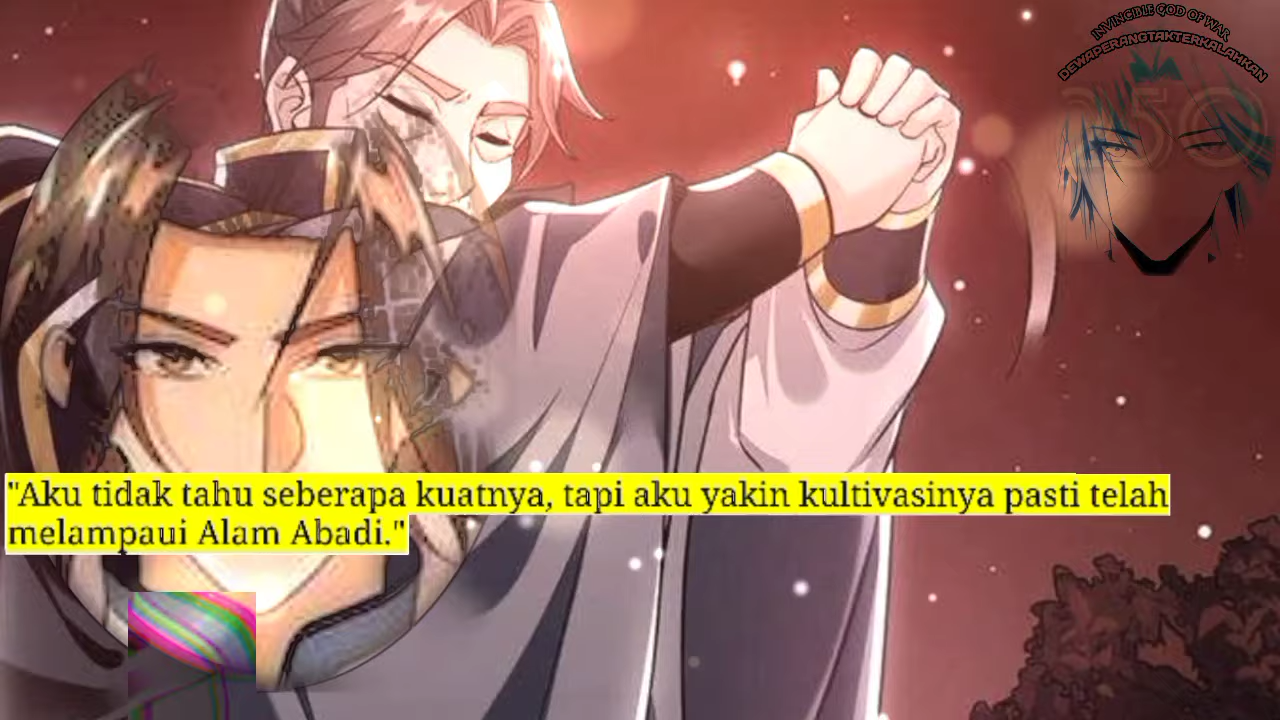 INVINCIBLE GOD OF WAR
DEWAPERANGTAKTERKALAHKAN
"Aku tidak tahu seberapa kuatnya, tapi aku yakin kultivasinya pasti telah
melampaui Alam Abadi."